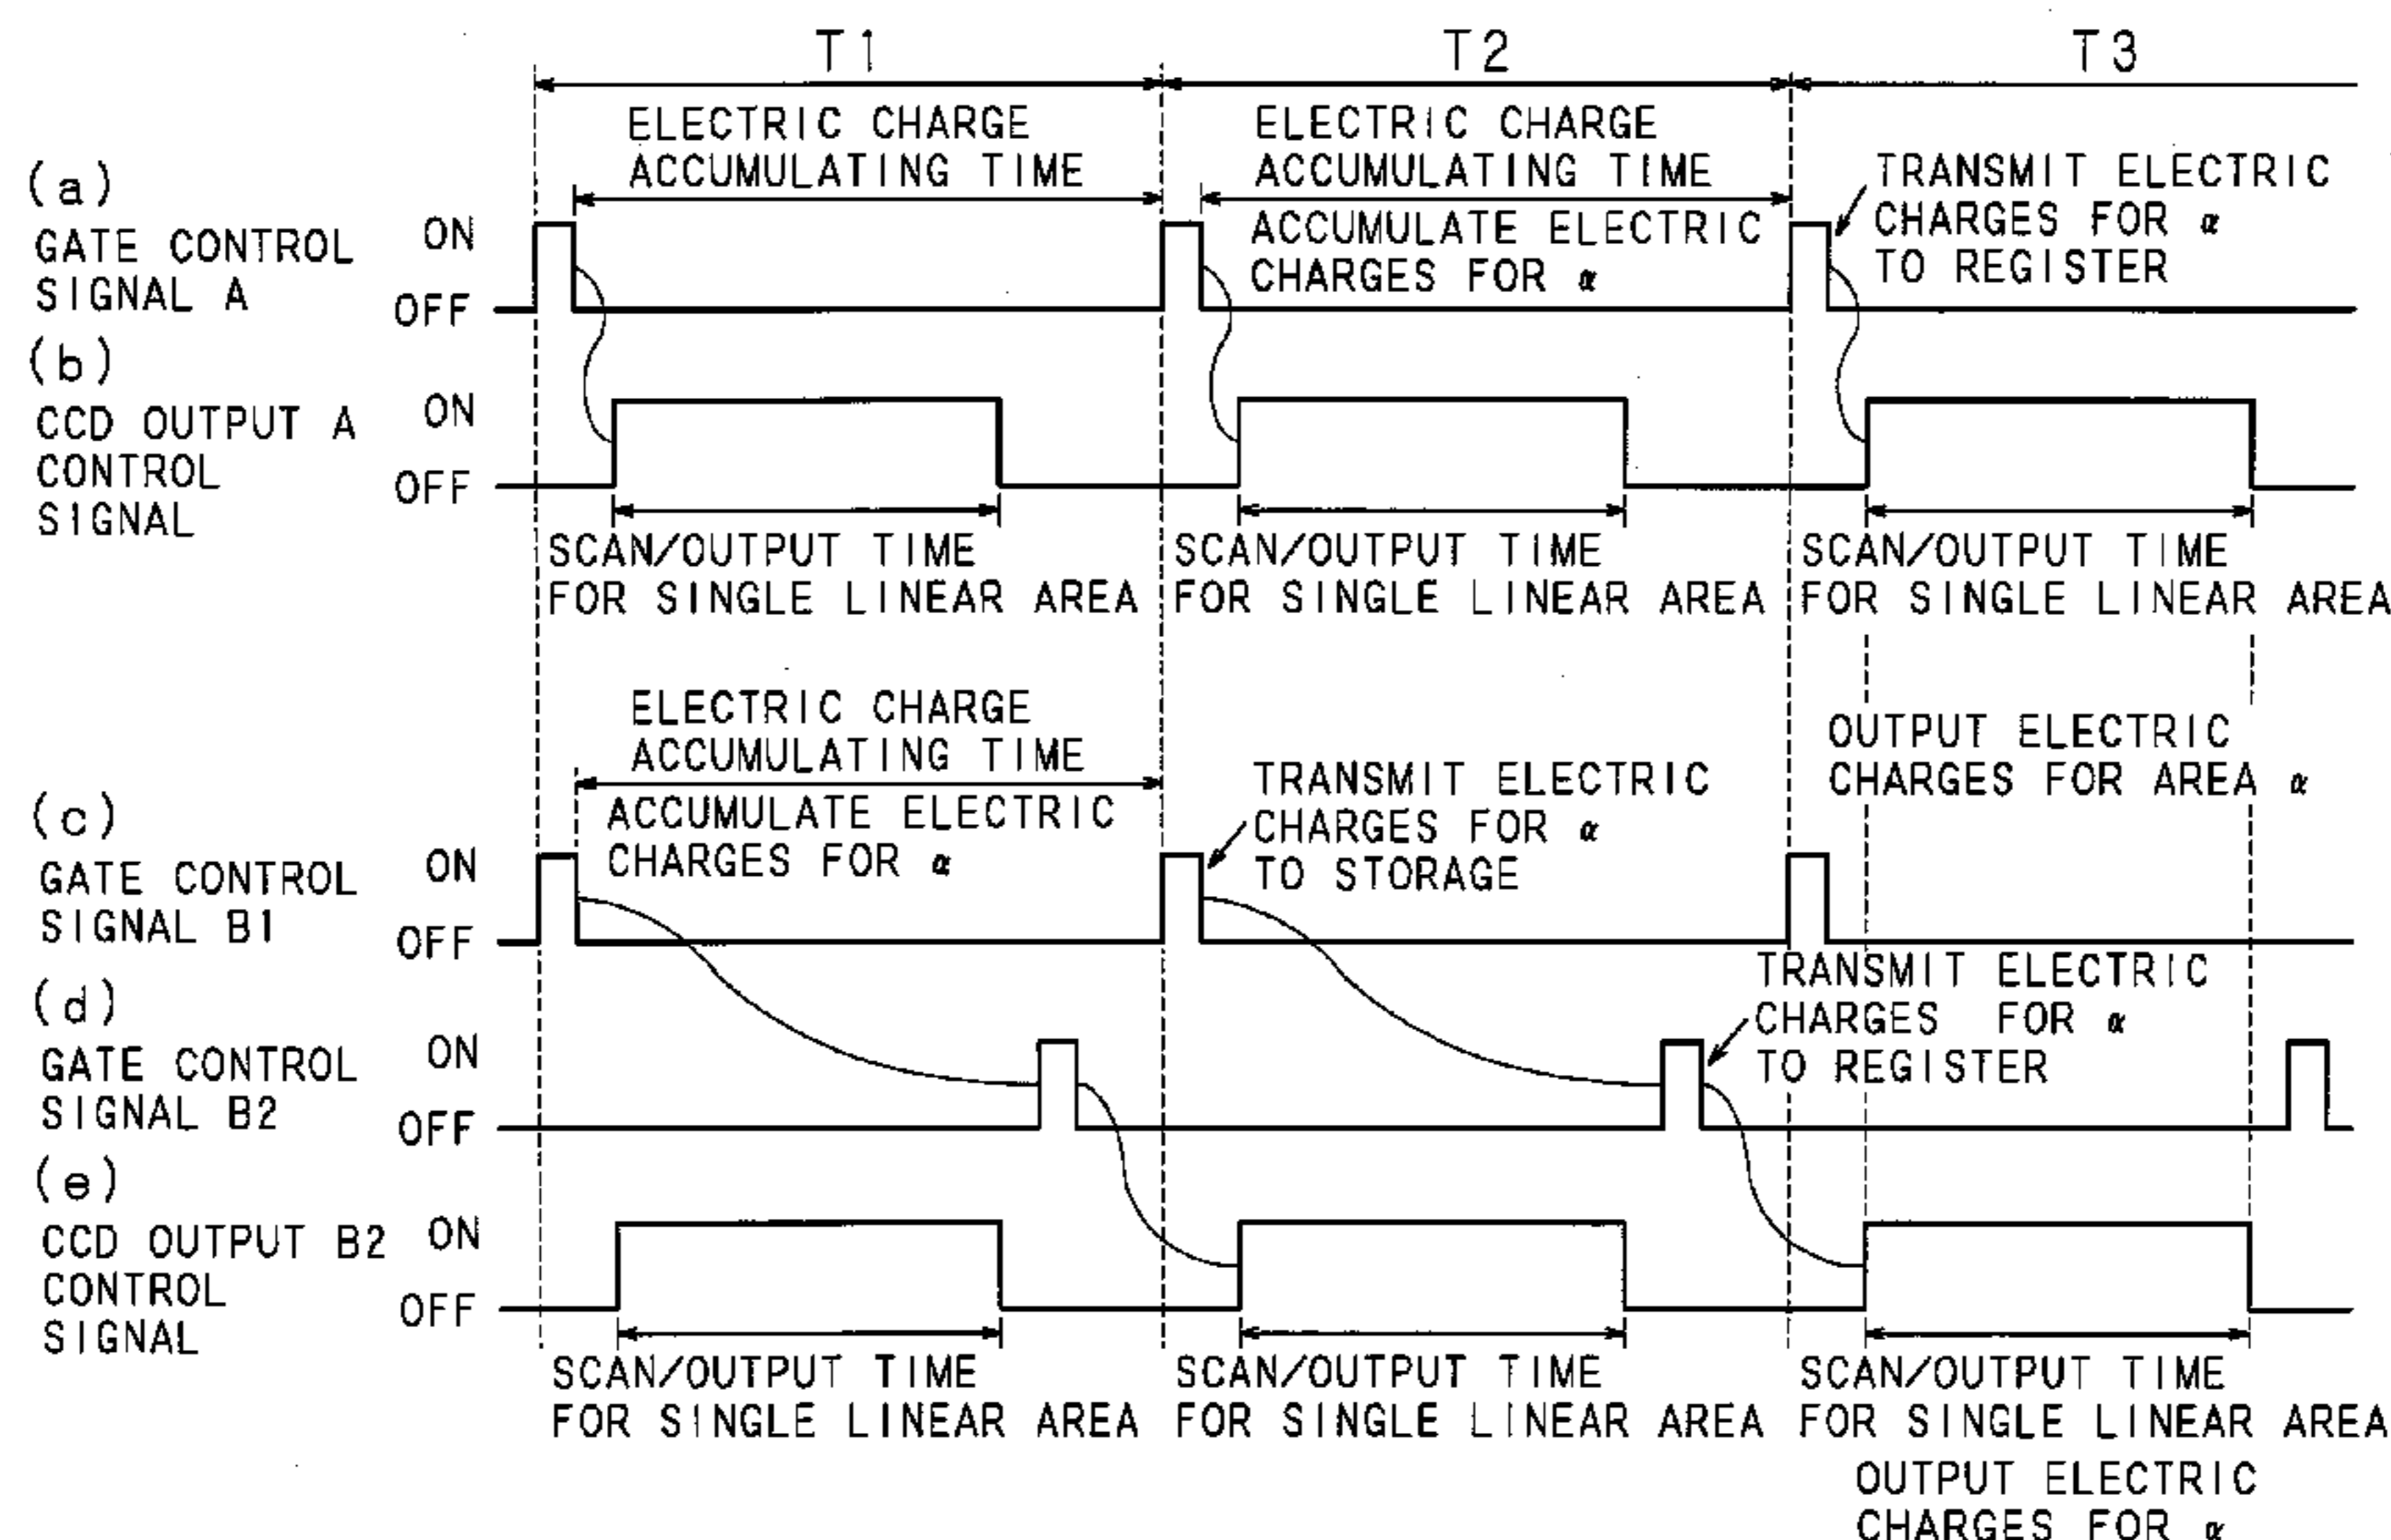 T1
T2
T3
ELECTRIC CHARGE
ACCUMULATING TIME
ELECTRIC CHARGE
ACCUMULATING TIME
ACCUMULATE ELECTRIC
CHARGES FOR α
TRANSMIT ELECTRIC
CHARGES FOR α
TO REGISTER
(a)
GATE CONTROL
SIGNAL A
ON
OFF
(b)
CCD OUTPUT A
CONTROL
SIGNAL
ON
OFF
SCAN/OUTPUT TIME
FOR SINGLE LINEAR AREA
SCAN/OUTPUT TIME
FOR SINGLE LINEAR AREA
SCAN/OUTPUT TIME
FOR SINGLE LINEAR AREA
OUTPUT ELECTRIC
CHARGES FOR AREA α
ELECTRIC CHARGE
ACCUMULATING TIME
ACCUMULATE ELECTRIC
CHARGES FOR α
TRANSMIT ELECTRIC
CHARGES FOR α
TO STORAGE
(c)
GATE CONTROL
SIGNAL B1
ON
OFF
TRANSMIT ELECTRIC
CHARGES FOR α
TO REGISTER
(d)
GATE CONTROL
SIGNAL B2
ON
OFF
(e)
CCD OUTPUT B2
CONTROL
SIGNAL
ON
OFF
SCAN/OUTPUT TIME
FOR SINGLE LINEAR AREA
SCAN/OUTPUT TIME
FOR SINGLE LINEAR AREA
SCAN/OUTPUT TIME
FOR SINGLE LINEAR AREA
OUTPUT ELECTRIC
CHARGES FOR α